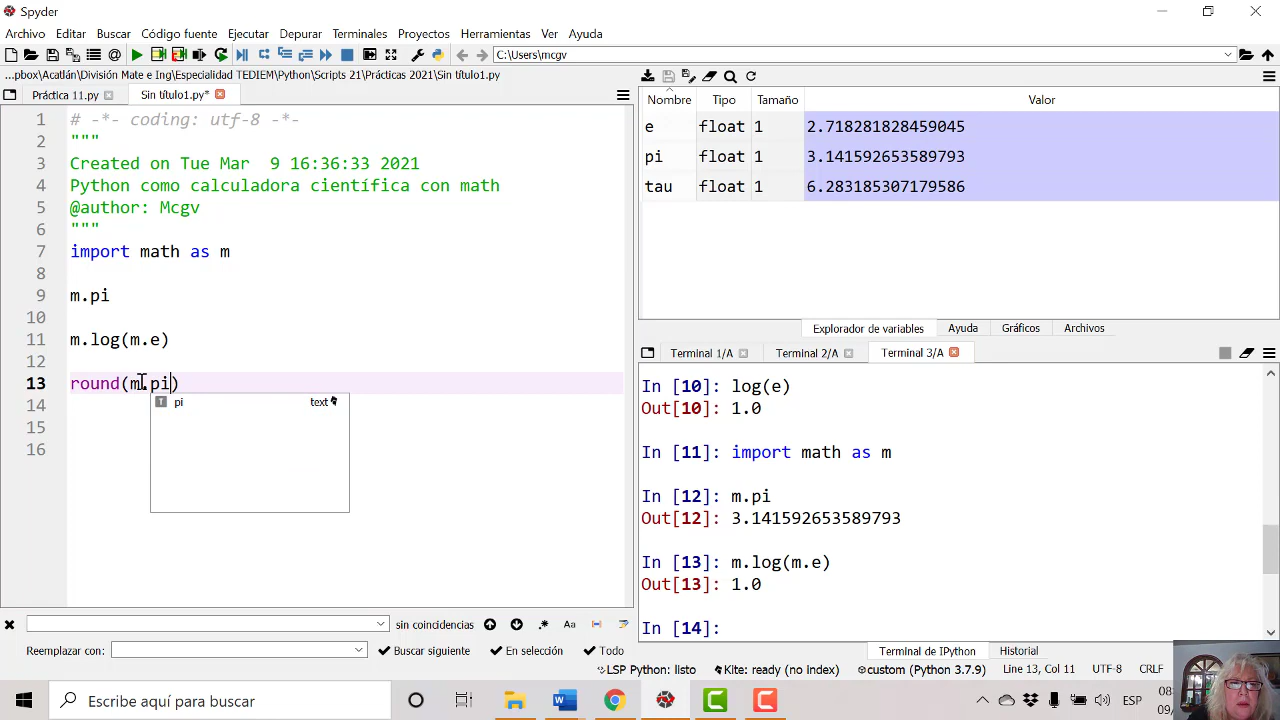 Spyder
Archivo Editar Buscar Código fuente Ejecutar Depurar Terminales Proyectos Herramientas Ver Ayuda
C:\Users\mcgv
...pbox\Acatlán\División Mate e Ing\Especialidad TEDIEM\Python\Scripts 21\Prácticas 2021\Sin título1.py
Práctica 11.py
Sin título1.py*
1 # -*- coding: utf-8 -*-
2 """
3 Created on Tue Mar  9 16:36:33 2021
4 Python como calculadora científica con math
5 @author: Mcgv
6 """
7 import math as m
8
9 m.pi
10
11 m.log(m.e)
12
13 round(m.pi)
14
15
16
pi text
sin coincidencias
Aa
Reemplazar con:
Buscar siguiente
En selección
Todo
Nombre Tipo Tamaño Valor
e float 1 2.718281828459045
pi float 1 3.141592653589793
tau float 1 6.283185307179586
Explorador de variables Ayuda Gráficos Archivos
Terminal 1/A Terminal 2/A Terminal 3/A
In [10]: log(e)
Out[10]: 1.0
In [11]: import math as m
In [12]: m.pi
Out[12]: 3.141592653589793
In [13]: m.log(m.e)
Out[13]: 1.0
In [14]:
Terminal de IPython Historial
LSP Python: listo Kite: ready (no index) custom (Python 3.7.9) Line 13, Col 11 UTF-8 CRLF
Escribe aquí para buscar
ESP